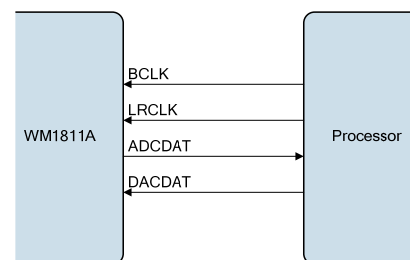 BCLK
LRCLK
WM1811A
Processor
ADCDAT
DACDAT